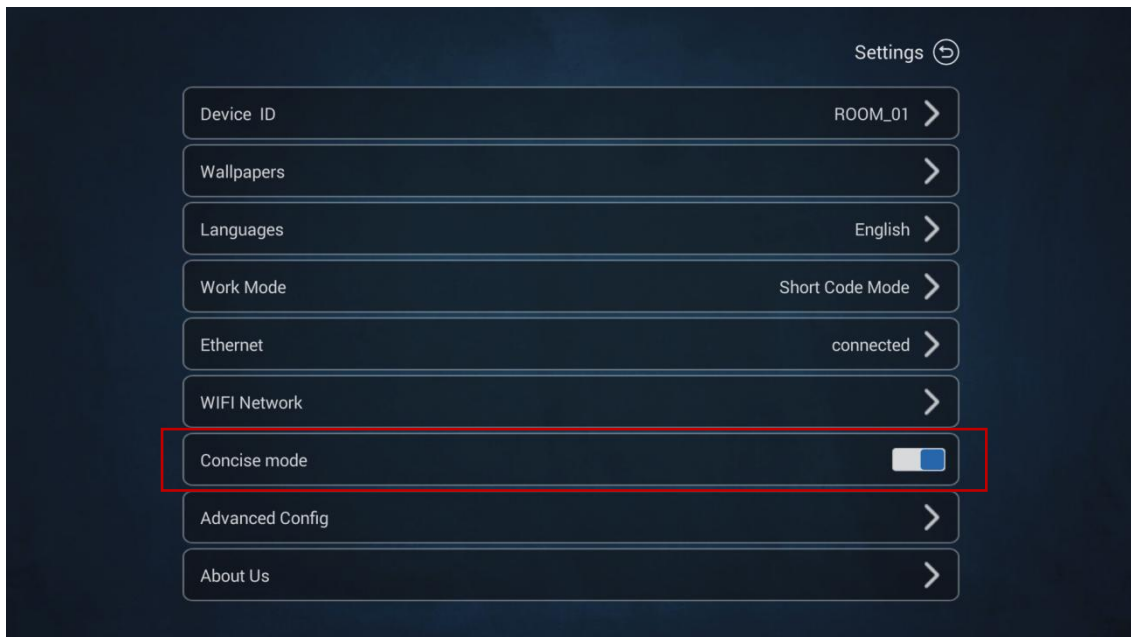 Settings
Device ID ROOM_01
Wallpapers
Languages English
Work Mode Short Code Mode
Ethernet connected
WIFI Network
Concise mode
Advanced Config
About Us